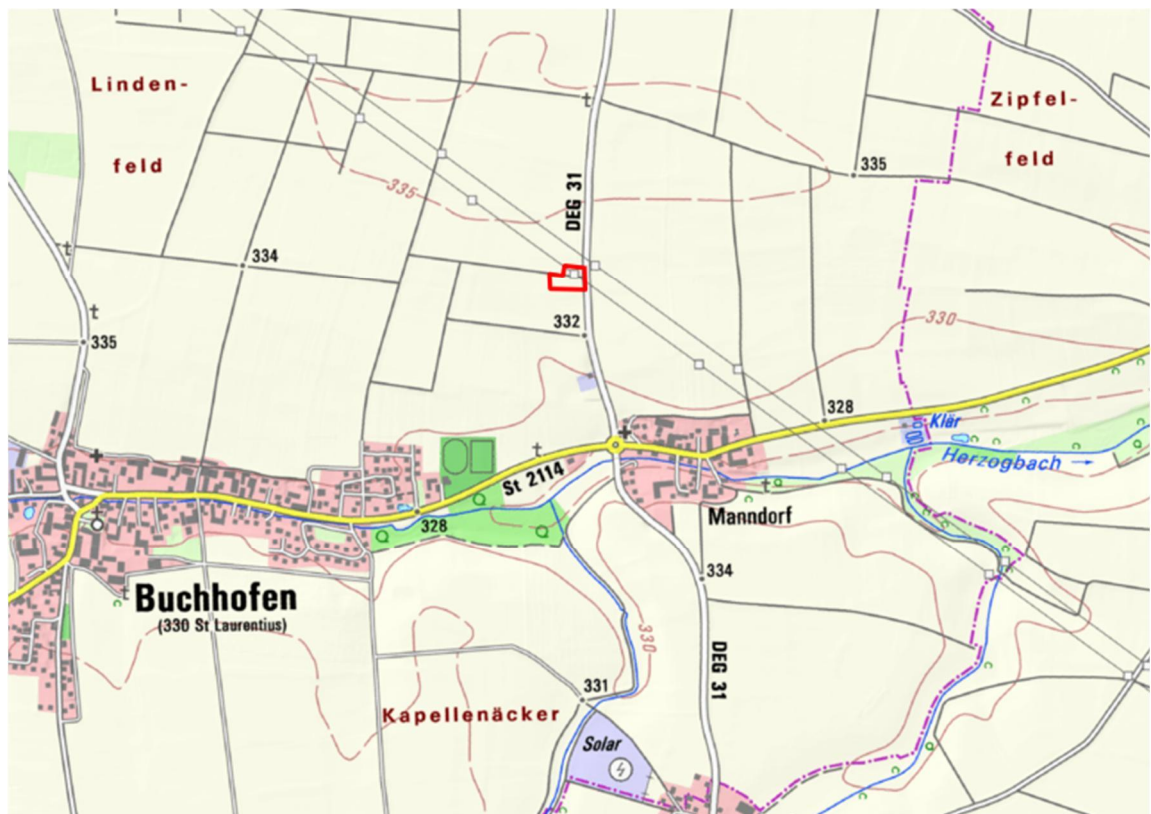 Linden-
feld
Zipfel-
feld
335
335
DEG 31
334
332
335
330
328
Klär
Herzogbach
St 2114
328
Manndorf
Buchhofen
(330 St Laurentius)
334
330
DEG 31
331
Kapellenäcker
Solar